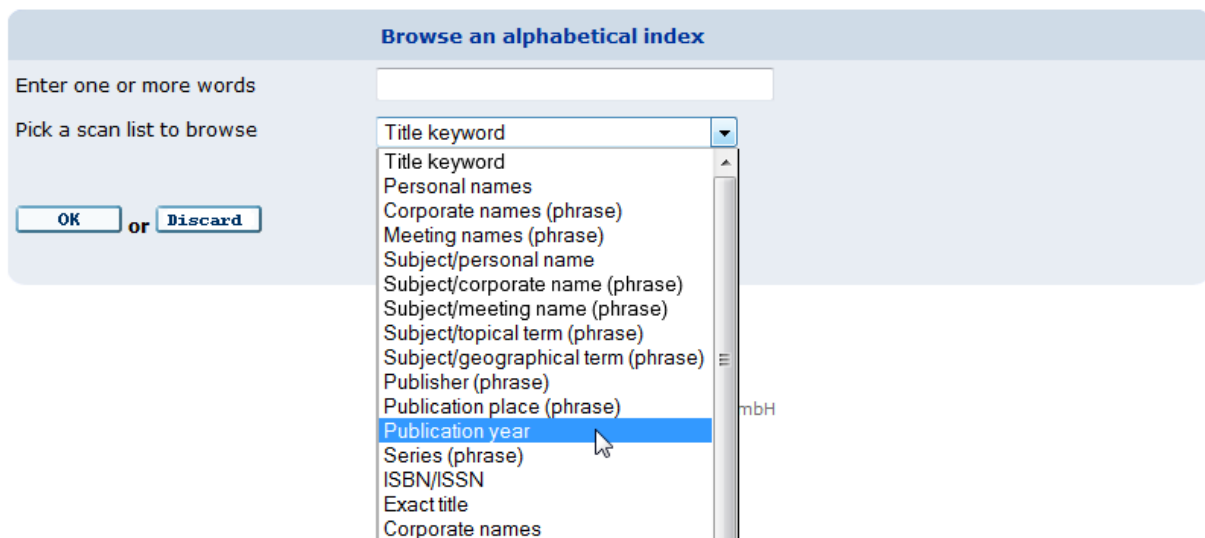 Browse an alphabetical index
Enter one or more words
Pick a scan list to browse
Title keyword
Title keyword
Personal names
Corporate names (phrase)
Meeting names (phrase)
Subject/personal name
Subject/corporate name (phrase)
Subject/meeting name (phrase)
Subject/topical term (phrase)
Subject/geographical term (phrase)
Publisher (phrase)
Publication place (phrase)
Publication year
Series (phrase)
ISBN/ISSN
Exact title
Corporate names
OK or Discard
mbH